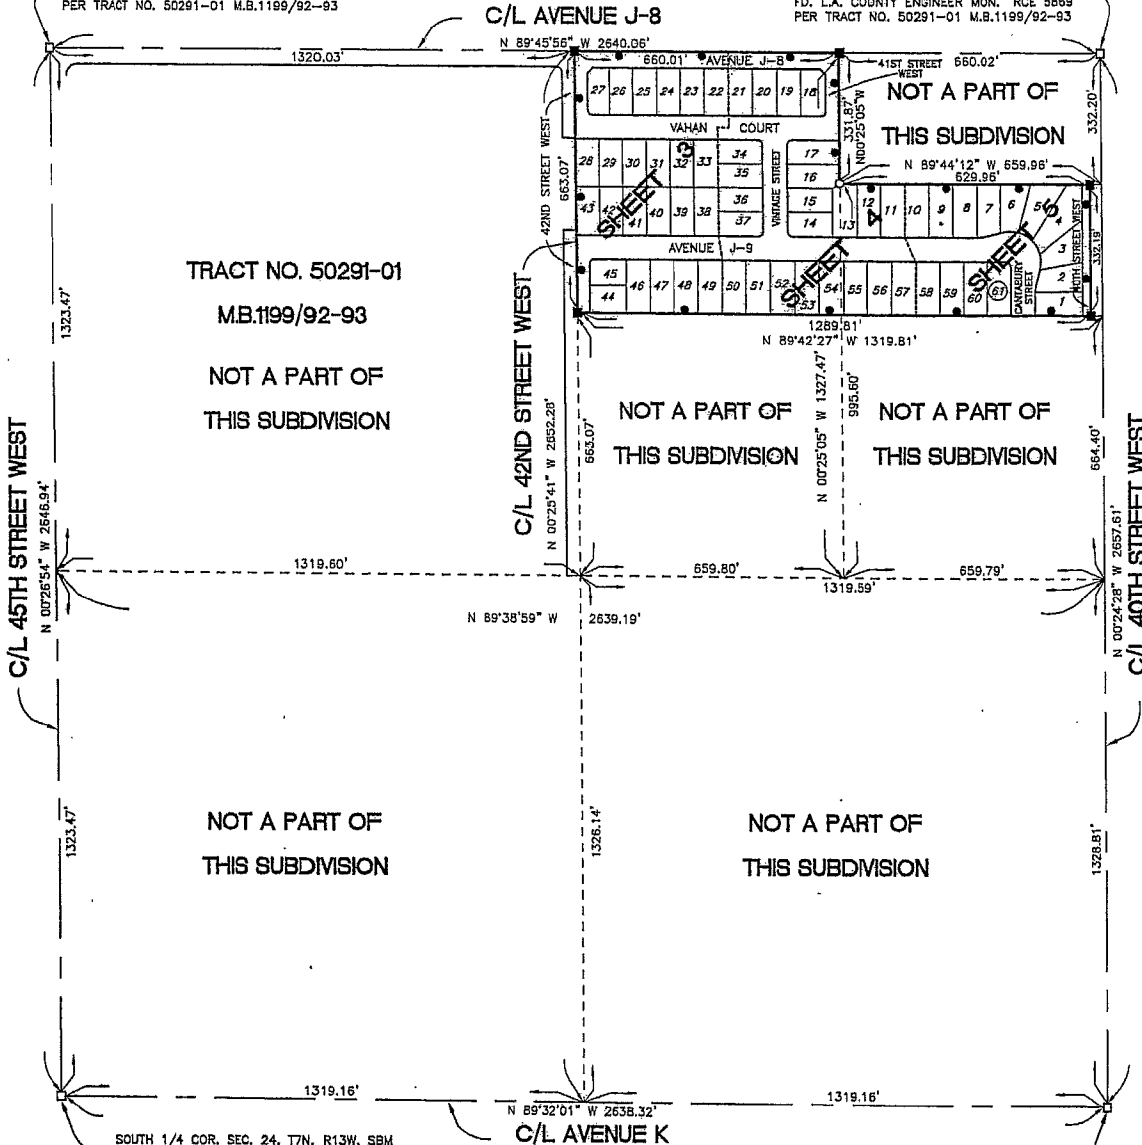 PER TRACT NO. 50291-01 M.B.1199/92-93
C/L AVENUE J-8
FD. L.A. COUNTY ENGINEER MON. RCE 5869
PER TRACT NO. 50291-01 M.B.1199/92-93
N 89°45'56" W 2640.06'
1320.03'
660.01' AVENUE J-8
41ST STREET WEST
660.02'
27 26 25 24 23 22 21 20 19 18
NOT A PART OF
THIS SUBDIVISION
331.87'
N00°25'05"W
332.20'
VAHAN COURT
42ND STREET WEST
663.07'
28 29 30 31 32 33 34
35
17
16
SHEET 3
VINTAGE STREET
N 89°44'12" W 659.96'
629.96'
43 42 41 40 39 38 36
37
15
14
13 12 11 10 9 8 7 6 5 4
3
2
1
SHEET 4
SHEET 5
AVENUE J-9
40TH STREET WEST
332.19'
CANTABURY STREET
45
44
46 47 48 49 50 51 52 53 54 55 56 57 58 59 60 61
1289.81'
N 89°42'27" W 1319.81'
TRACT NO. 50291-01
M.B.1199/92-93
NOT A PART OF
THIS SUBDIVISION
1323.47'
C/L 42ND STREET WEST
N 00°25'41" W 2652.28'
663.07'
NOT A PART OF
THIS SUBDIVISION
N 00°25'05" W 1327.47'
995.60'
NOT A PART OF
THIS SUBDIVISION
664.40'
C/L 45TH STREET WEST
N 00°26'54" W 2646.94'
C/L 40TH STREET WEST
N 00°24'28" W 2657.61'
1319.60'
659.80'
1319.59'
659.79'
N 89°38'59" W 2639.19'
1323.47'
NOT A PART OF
THIS SUBDIVISION
1326.14'
NOT A PART OF
THIS SUBDIVISION
1328.81'
1319.16'
1319.16'
N 89°32'01" W 2638.32'
C/L AVENUE K
SOUTH 1/4 COR. SEC. 24, T7N, R13W, SBM